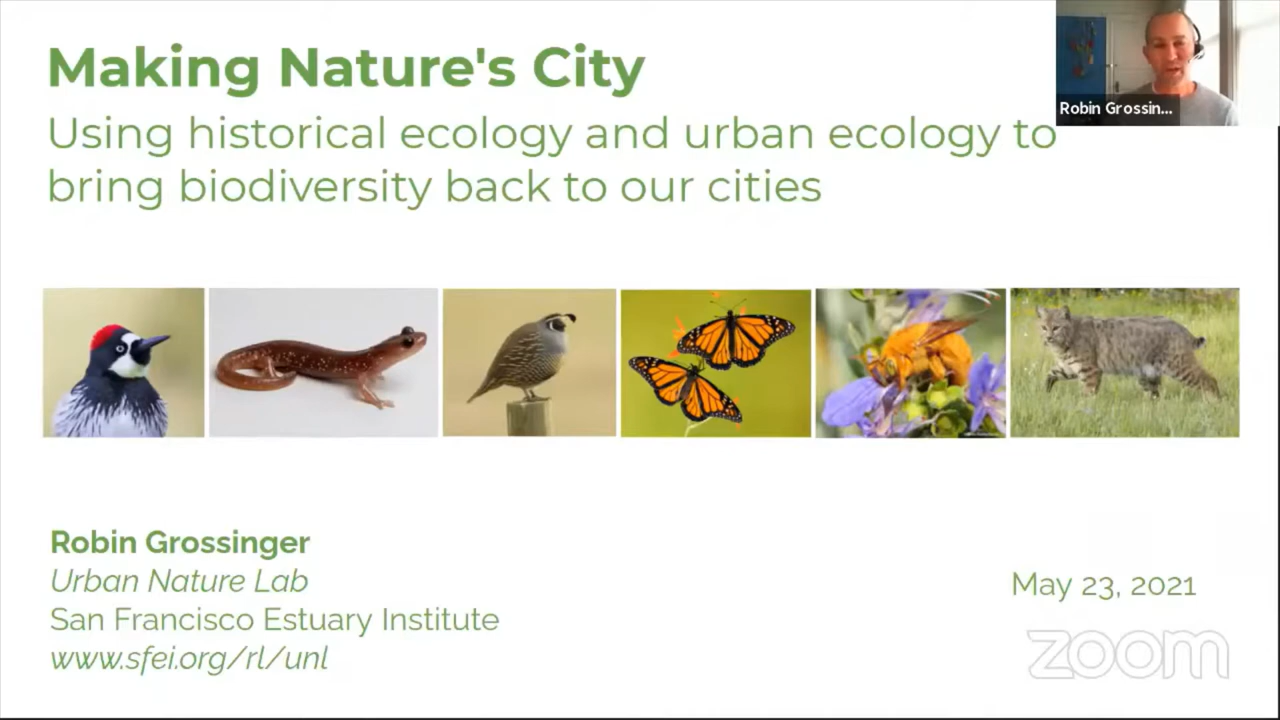 Making Nature's City
Using historical ecology and urban ecology to
bring biodiversity back to our cities
Robin Grossin...
Robin Grossinger
Urban Nature Lab
San Francisco Estuary Institute
www.sfei.org/rl/unl
May 23, 2021
zoom